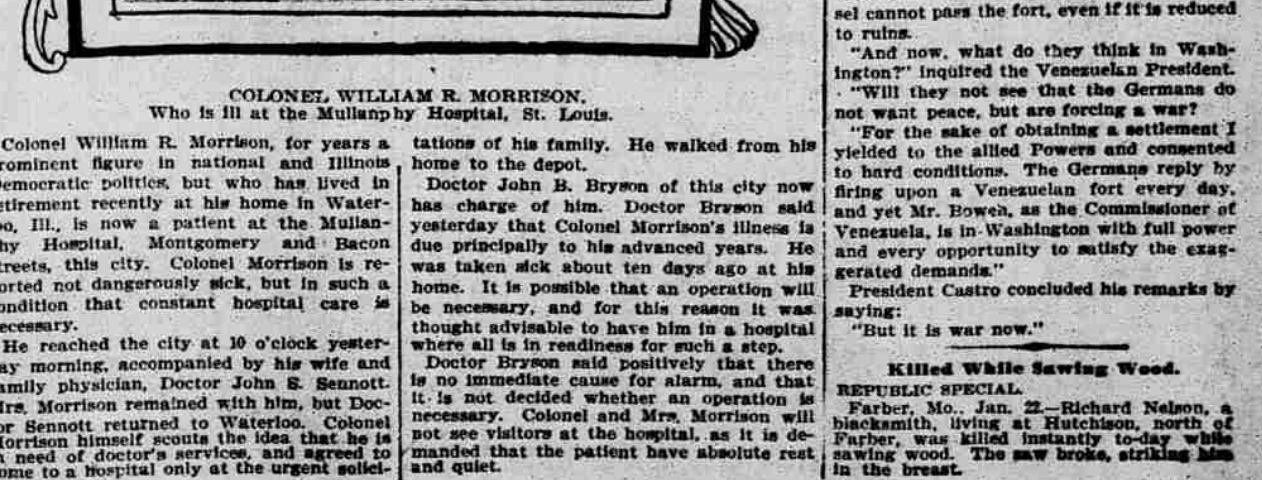 COLONEL WILLIAM R. MORRISON.
Who is ill at the Mullanphy Hospital, St. Louis.
Colonel William R. Morrison, for years a
rominent figure in national and Illinois
emocratic politics, but who has lived in
etirement recently at his home in Water-
oo, Ill., is now a patient at the Mullan-
hy Hospital, Montgomery and Bacon
treets, this city. Colonel Morrison is re-
orted not dangerously sick, but in such a
ondition that constant hospital care is
ecessary.
He reached the city at 10 o'clock yester-
ay morning, accompanied by his wife and
amily physician, Doctor John S. Sennott.
Mrs. Morrison remained with him, but Doc-
or Sennott returned to Waterloo. Colonel
Morrison himself scouts the idea that he is
n need of doctor's services, and agreed to
ome to a hospital only at the urgent solici-
tations of his family. He walked from his
home to the depot.
Doctor John B. Bryson of this city now
has charge of him. Doctor Bryson said
yesterday that Colonel Morrison's illness is
due principally to his advanced years. He
was taken sick about ten days ago at his
home. It is possible that an operation will
be necessary, and for this reason it was
thought advisable to have him in a hospital
where all is in readiness for such a step.
Doctor Bryson said positively that there
is no immediate cause for alarm, and that
it is not decided whether an operation is
necessary. Colonel and Mrs. Morrison will
not see visitors at the hospital, as it is de-
manded that the patient have absolute rest
and quiet.
sel cannot pass the fort, even if it is reduced
to ruins.
"And now, what do they think in Wash-
ington?" inquired the Venezuelan President.
"Will they not see that the Germans do
not want peace, but are forcing a war?
"For the sake of obtaining a settlement I
yielded to the allied Powers and consented
to hard conditions. The Germans reply by
firing upon a Venezuelan fort every day,
and yet Mr. Bowen, as the Commissioner of
Venezuela, is in Washington with full power
and every opportunity to satisfy the exag-
gerated demands."
President Castro concluded his remarks by
saying:
"But it is war now."
Killed While Sawing Wood.
REPUBLIC SPECIAL.
Farber, Mo., Jan. 22.—Richard Nelson, a
blacksmith, living at Hutchison, north of
Farber, was killed instantly to-day while
sawing wood. The saw broke, striking him
in the breast.